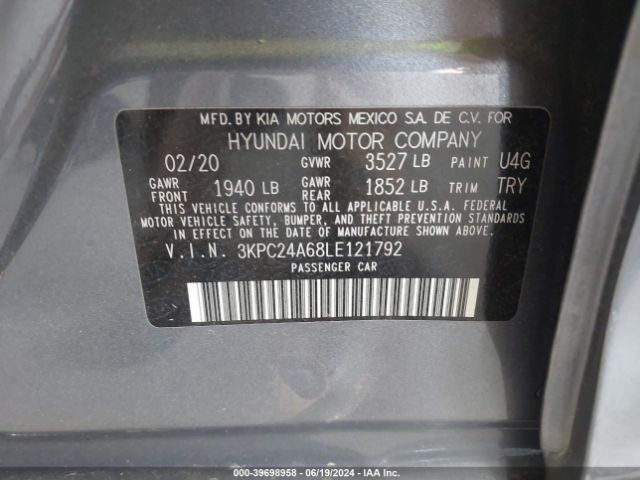 MFD. BY KIA MOTORS MEXICO S.A. DE C.V. FOR
HYUNDAI MOTOR COMPANY
02/20 GVWR 3527 LB PAINT U4G
GAWR FRONT 1940 LB GAWR REAR 1852 LB TRIM TRY
THIS VEHICLE CONFORMS TO ALL APPLICABLE U.S.A. FEDERAL
MOTOR VEHICLE SAFETY, BUMPER, AND THEFT PREVENTION STANDARDS
IN EFFECT ON THE DATE OF MANUFACTURE SHOWN ABOVE.
V.I.N. 3KPC24A68LE121792
PASSENGER CAR
STOCK #: 39698958 - 06/19/2024 - IAA Inc.